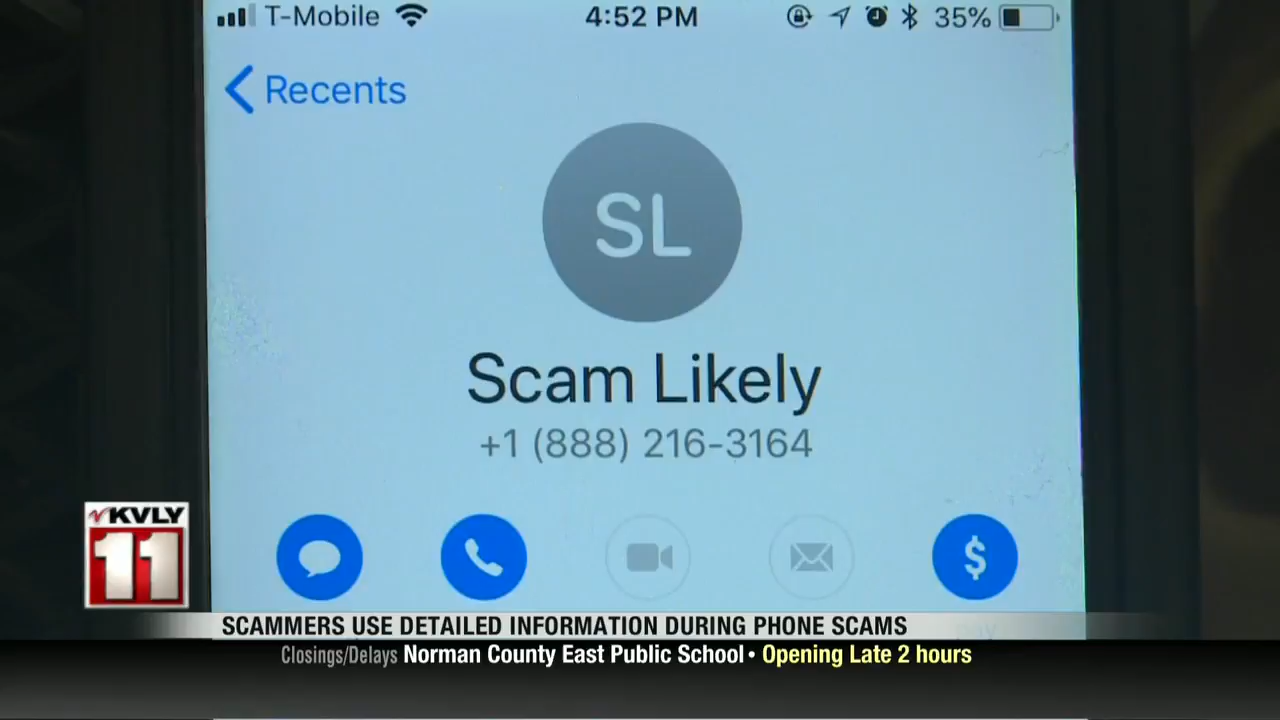 T-Mobile 4:52 PM 35%
Recents
SL
Scam Likely
+1 (888) 216-3164
$
KVLY
11
SCAMMERS USE DETAILED INFORMATION DURING PHONE SCAMS
Closings/Delays Norman County East Public School • Opening Late 2 hours